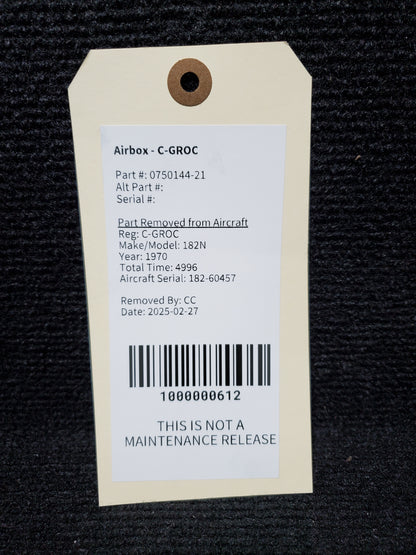 Airbox - C-GROC
Part #: 0750144-21
Alt Part #:
Serial #:
Part Removed from Aircraft
Reg: C-GROC
Make/Model: 182N
Year: 1970
Total Time: 4996
Aircraft Serial: 182-60457
Removed By: CC
Date: 2025-02-27
1000000612
THIS IS NOT A
MAINTENANCE RELEASE